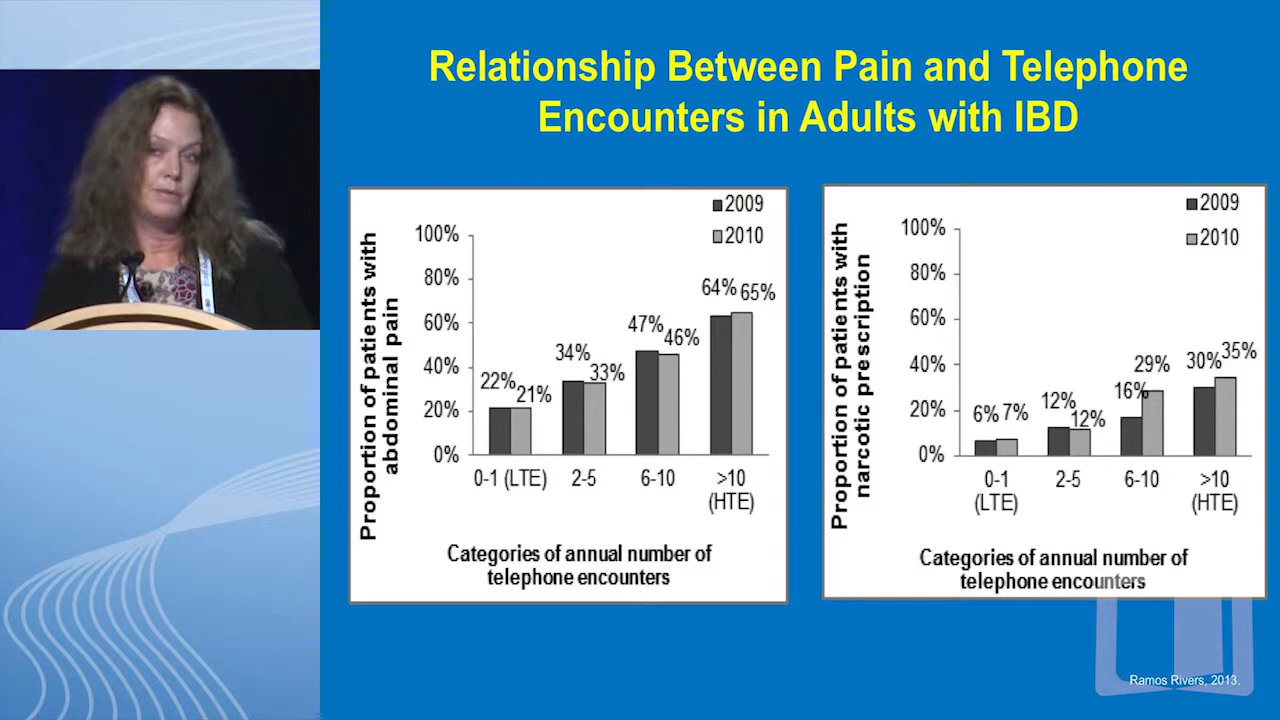 Relationship Between Pain and Telephone
Encounters in Adults with IBD
2009
2010
Proportion of patients with
abdominal pain
100%
80%
60%
40%
20%
0%
22%
21%
34%
33%
47%
46%
64%
65%
0-1 (LTE)
2-5
6-10
>10
(HTE)
Categories of annual number of
telephone encounters
2009
2010
Proportion of patients with
narcotic prescription
100%
80%
60%
40%
20%
0%
6%
7%
12%
12%
16%
29%
30%
35%
0-1
(LTE)
2-5
6-10
>10
(HTE)
Categories of annual number of
telephone encounters
Ramos Rivers, 2013.